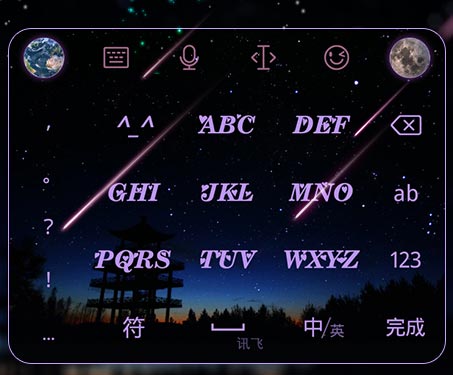 , ^_^ ABC DEF
。 GHI JKL MNO ab
?
! PQRS TUV WXYZ 123
... 符 中/英 完成
讯飞